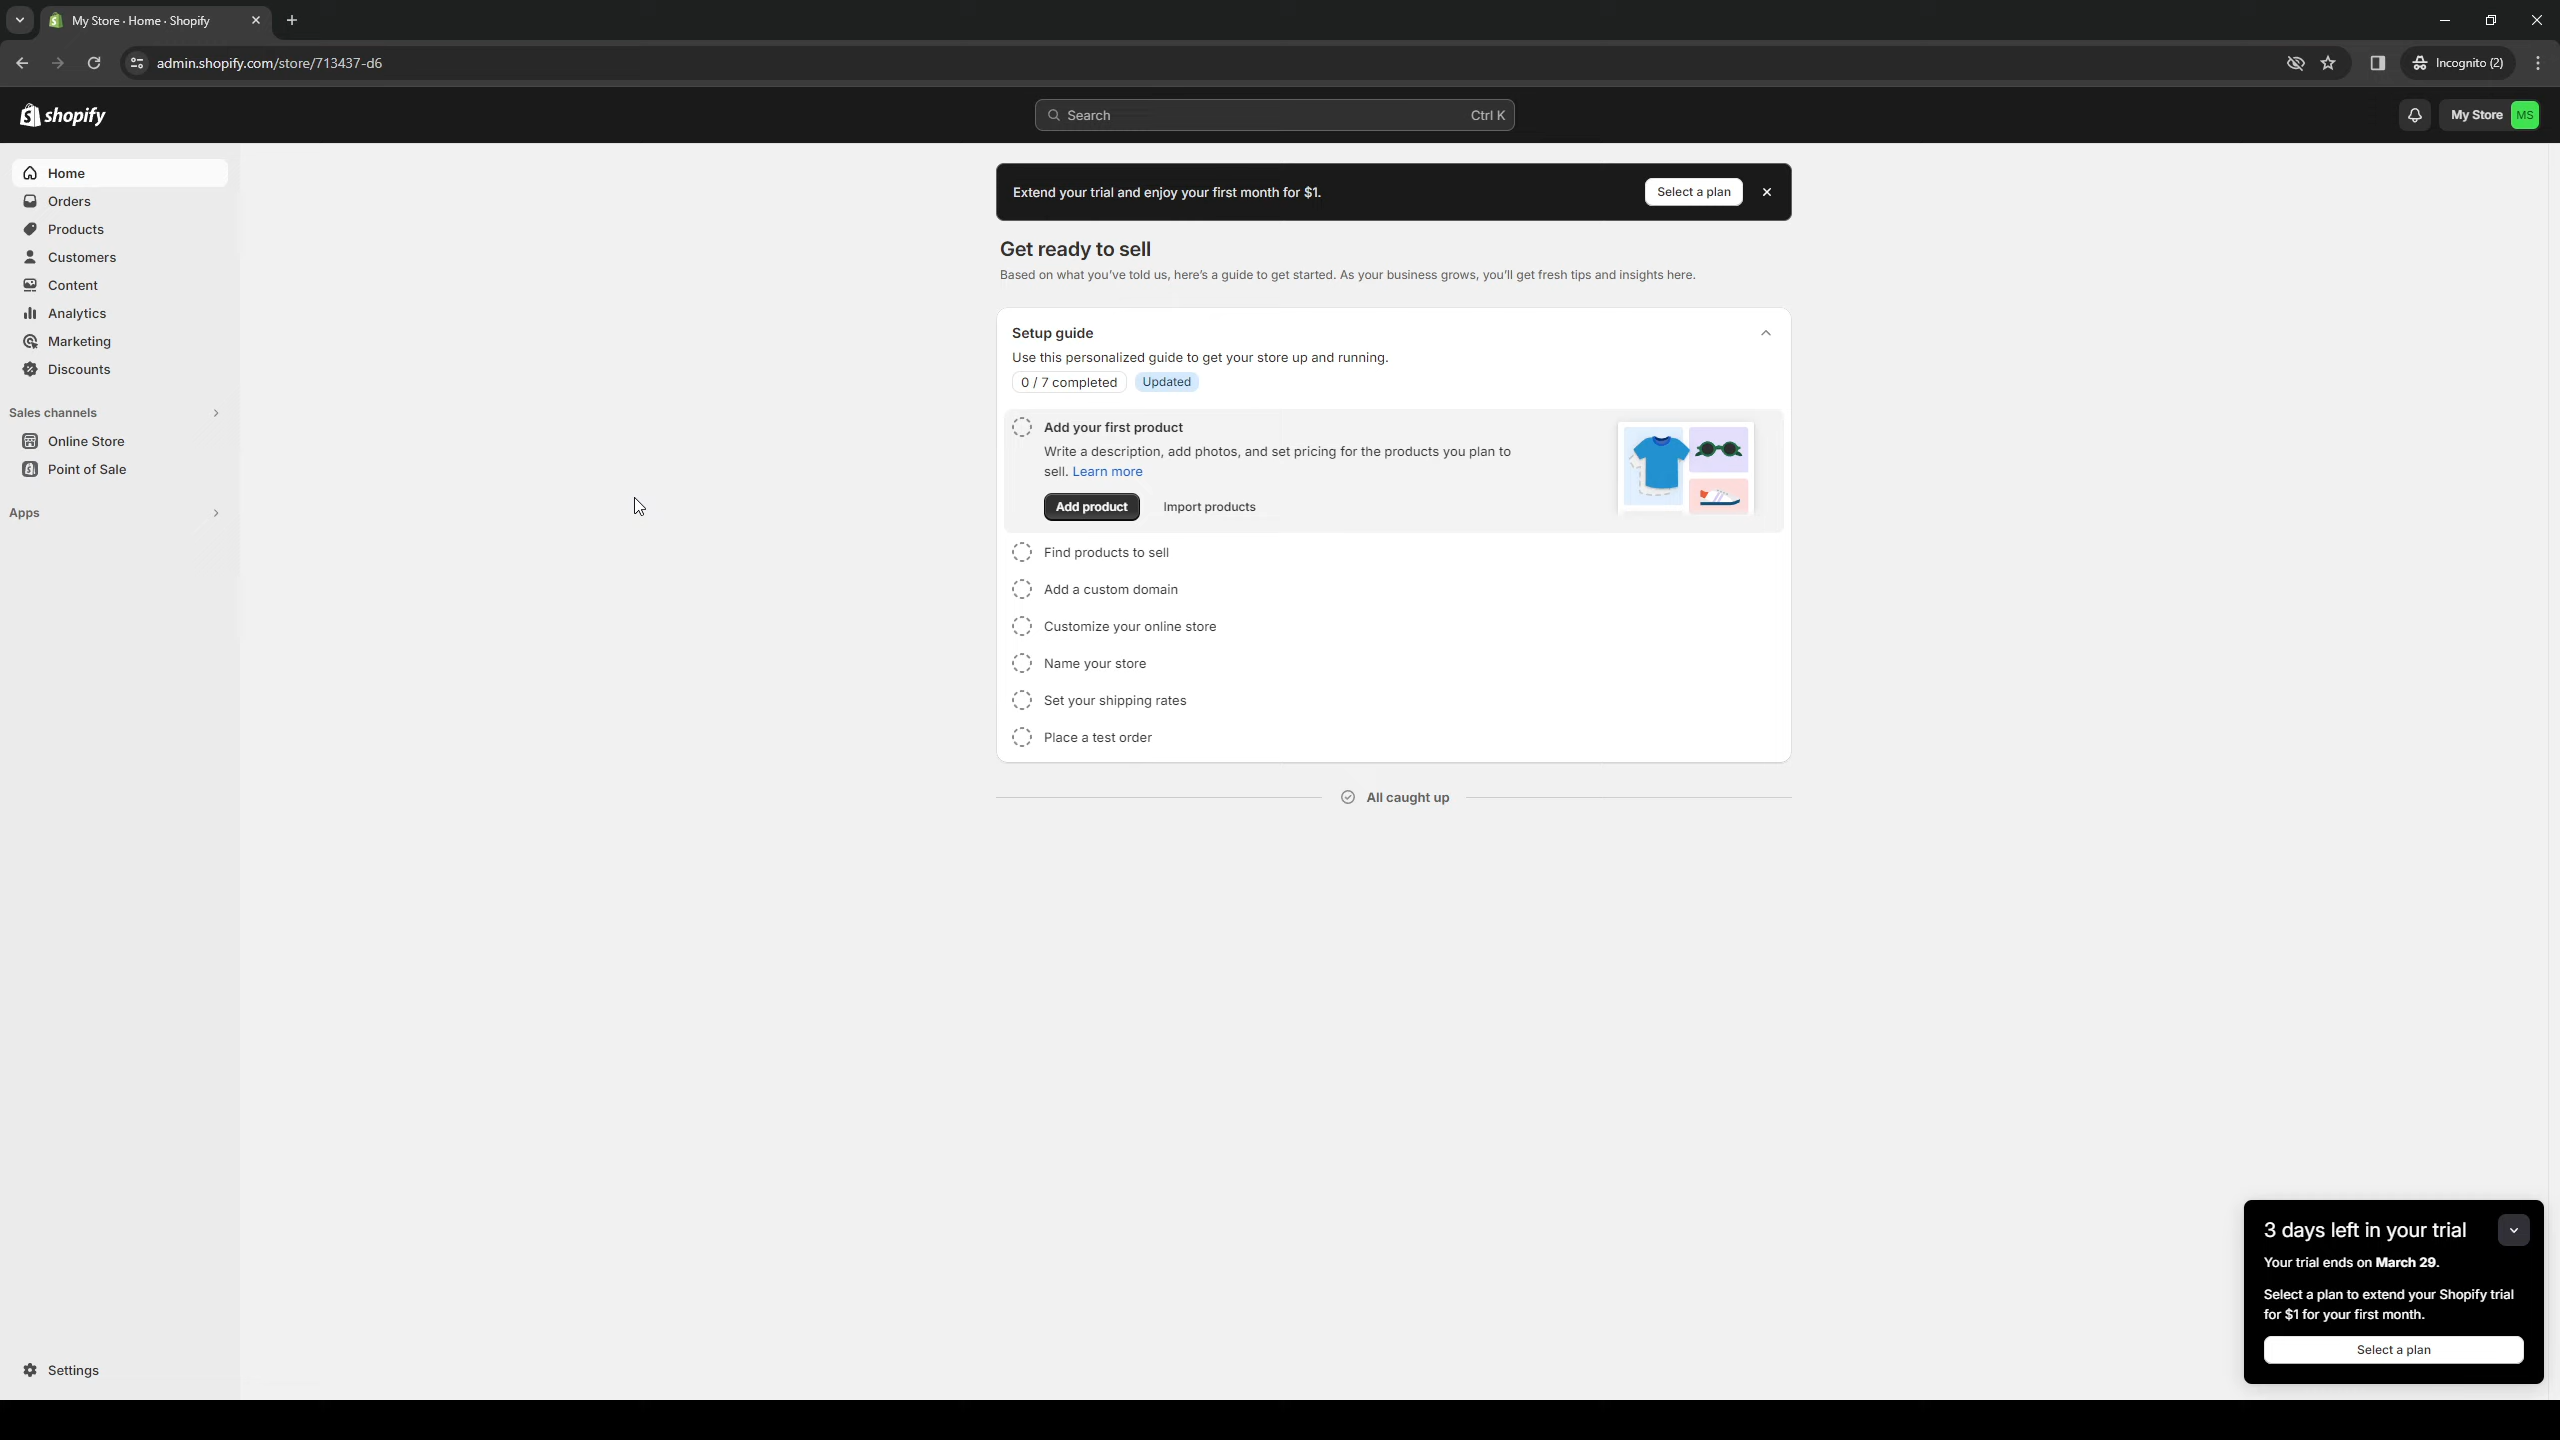 My Store · Home · Shopify
admin.shopify.com/store/713437-d6
Incognito (2)
shopify
Search
Ctrl K
My Store
MS
Home
Orders
Products
Customers
Content
Analytics
Marketing
Discounts
Sales channels
Online Store
Point of Sale
Apps
Settings
Extend your trial and enjoy your first month for $1.
Select a plan
Get ready to sell
Based on what you've told us, here's a guide to get started. As your business grows, you'll get fresh tips and insights here.
Setup guide
Use this personalized guide to get your store up and running.
0 / 7 completed
Updated
Add your first product
Write a description, add photos, and set pricing for the products you plan to
sell. Learn more
Add product
Import products
Find products to sell
Add a custom domain
Customize your online store
Name your store
Set your shipping rates
Place a test order
All caught up
3 days left in your trial
Your trial ends on March 29.
Select a plan to extend your Shopify trial
for $1 for your first month.
Select a plan